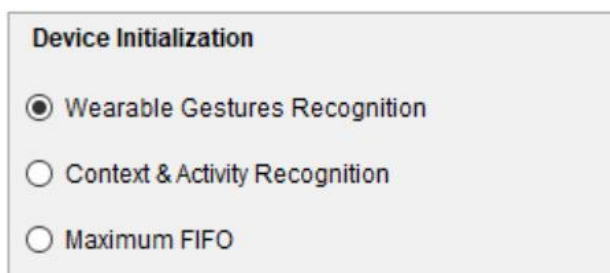 Device Initialization
Wearable Gestures Recognition
Context & Activity Recognition
Maximum FIFO